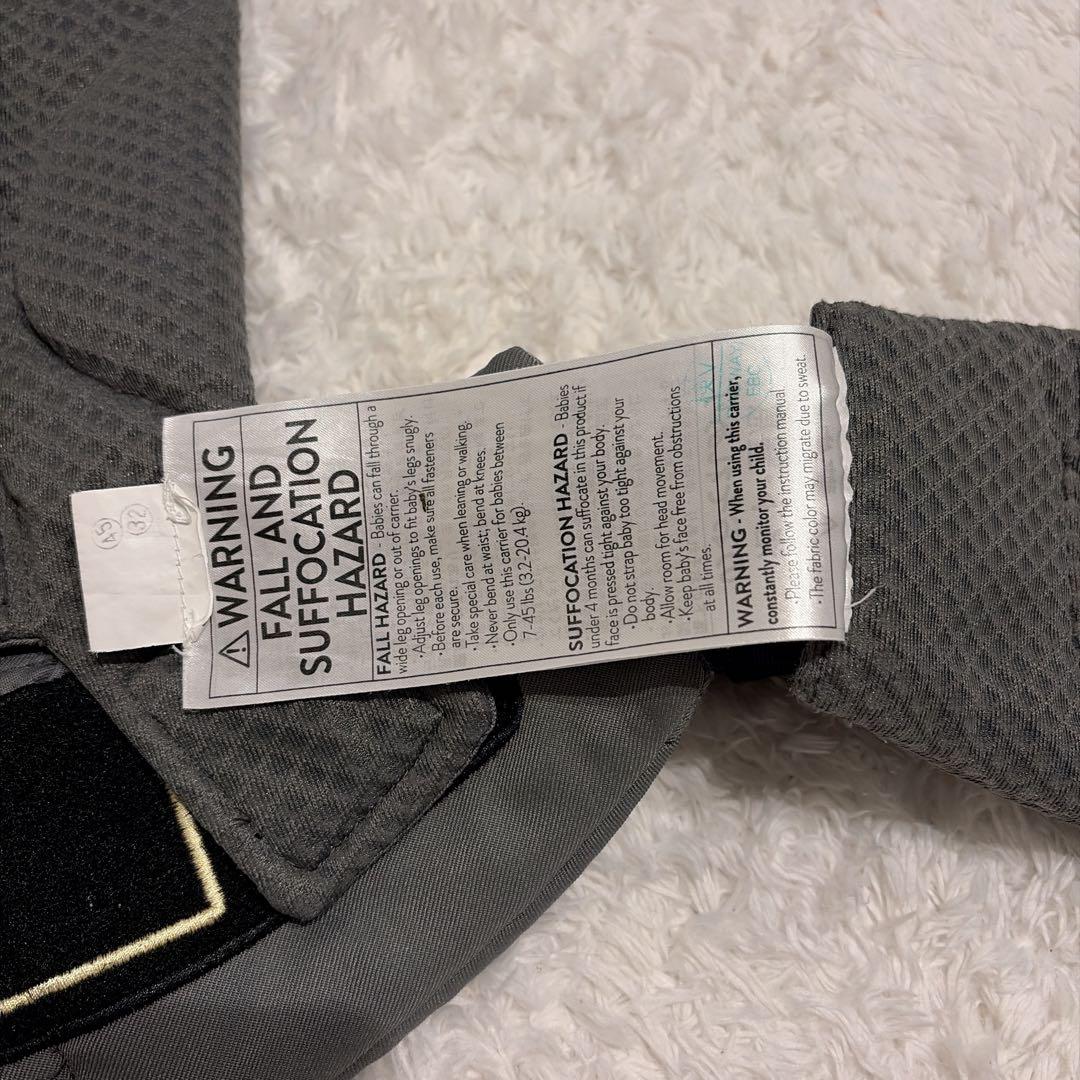 ⚠ WARNING
FALL AND
SUFFOCATION
HAZARD
FALL HAZARD - Babies can fall through a
wide leg opening or out of carrier.
•Adjust leg openings to fit baby's legs snugly.
•Before each use, make sure all fasteners
are secure.
•Take special care when leaning or walking.
•Never bend at waist; bend at knees.
•Only use this carrier for babies between
7-45 lbs (3.2-20.4 kg).
SUFFOCATION HAZARD - Babies
under 4 months can suffocate in this product if
face is pressed tight against your body.
•Do not strap baby too tight against your
body.
•Allow room for head movement.
•Keep baby's face free from obstructions
at all times.
WARNING - When using this carrier,
constantly monitor your child.
•Please follow the instruction manual
•The fabric color may migrate due to sweat.
45
32